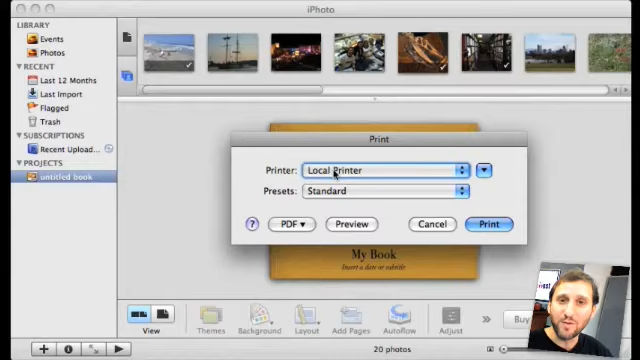 iPhoto
LIBRARY
Events
Photos
RECENT
Last 12 Months
Last Import
Flagged
Trash
SUBSCRIPTIONS
Recent Upload...
PROJECTS
untitled book
Print
Printer: Local Printer
Presets: Standard
? PDF Preview Cancel Print
My Book
Insert a date or subtitle
View Themes Background Layout Add Pages Autoflow Adjust Buy
20 photos